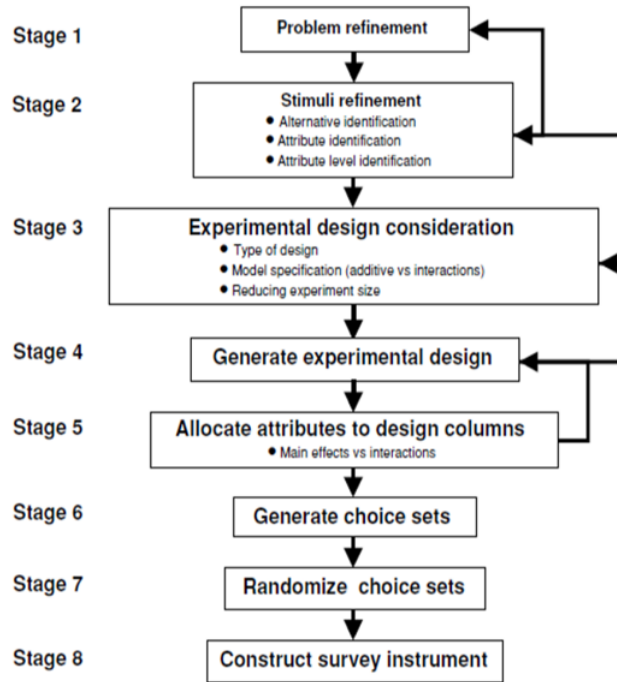 Stage 1
Problem refinement
Stage 2
Stimuli refinement
● Alternative identification
● Attribute identification
● Attribute level identification
Stage 3
Experimental design consideration
● Type of design
● Model specification (additive vs interactions)
● Reducing experiment size
Stage 4
Generate experimental design
Stage 5
Allocate attributes to design columns
● Main effects vs interactions
Stage 6
Generate choice sets
Stage 7
Randomize choice sets
Stage 8
Construct survey instrument